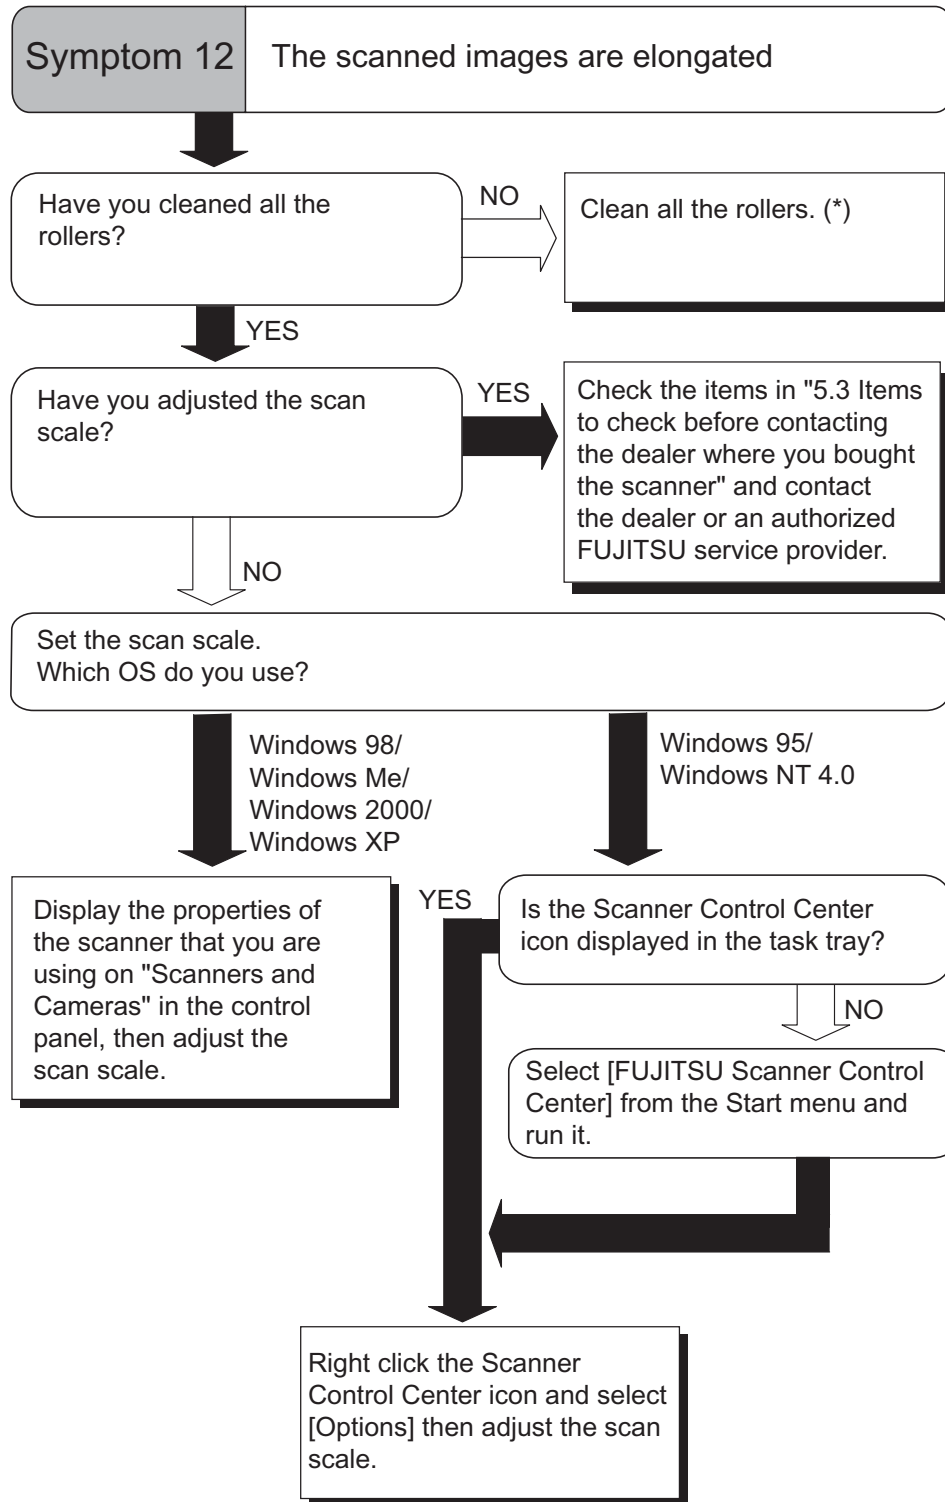 Symptom 12
The scanned images are elongated
Have you cleaned all the
rollers?
NO
Clean all the rollers. (*)
YES
Have you adjusted the scan
scale?
YES
Check the items in "5.3 Items
to check before contacting
the dealer where you bought
the scanner" and contact
the dealer or an authorized
FUJITSU service provider.
NO
Set the scan scale.
Which OS do you use?
Windows 98/
Windows Me/
Windows 2000/
Windows XP
Windows 95/
Windows NT 4.0
Display the properties of
the scanner that you are
using on "Scanners and
Cameras" in the control
panel, then adjust the
scan scale.
YES
Is the Scanner Control Center
icon displayed in the task tray?
NO
Select [FUJITSU Scanner Control
Center] from the Start menu and
run it.
Right click the Scanner
Control Center icon and select
[Options] then adjust the scan
scale.